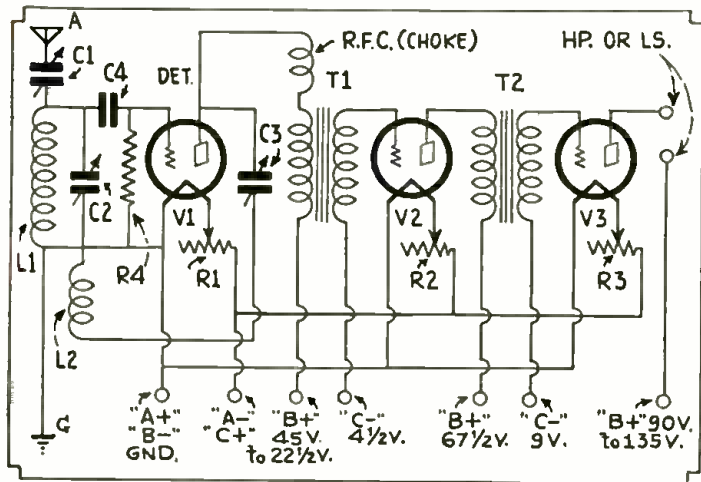 A
C1
C4
DET.
R.F.C. (CHOKE)
T1
T2
HP. OR LS.
C3
C2
V1
V2
V3
L1
R4
R1
R2
R3
L2
G
"A+"
"B-"
GND.
"A-"
"C+"
"B+"
45V.
to 22½V.
"C-"
4½V.
"B+"
67½V.
"C-"
9V.
"B+" 90V.
to 135V.